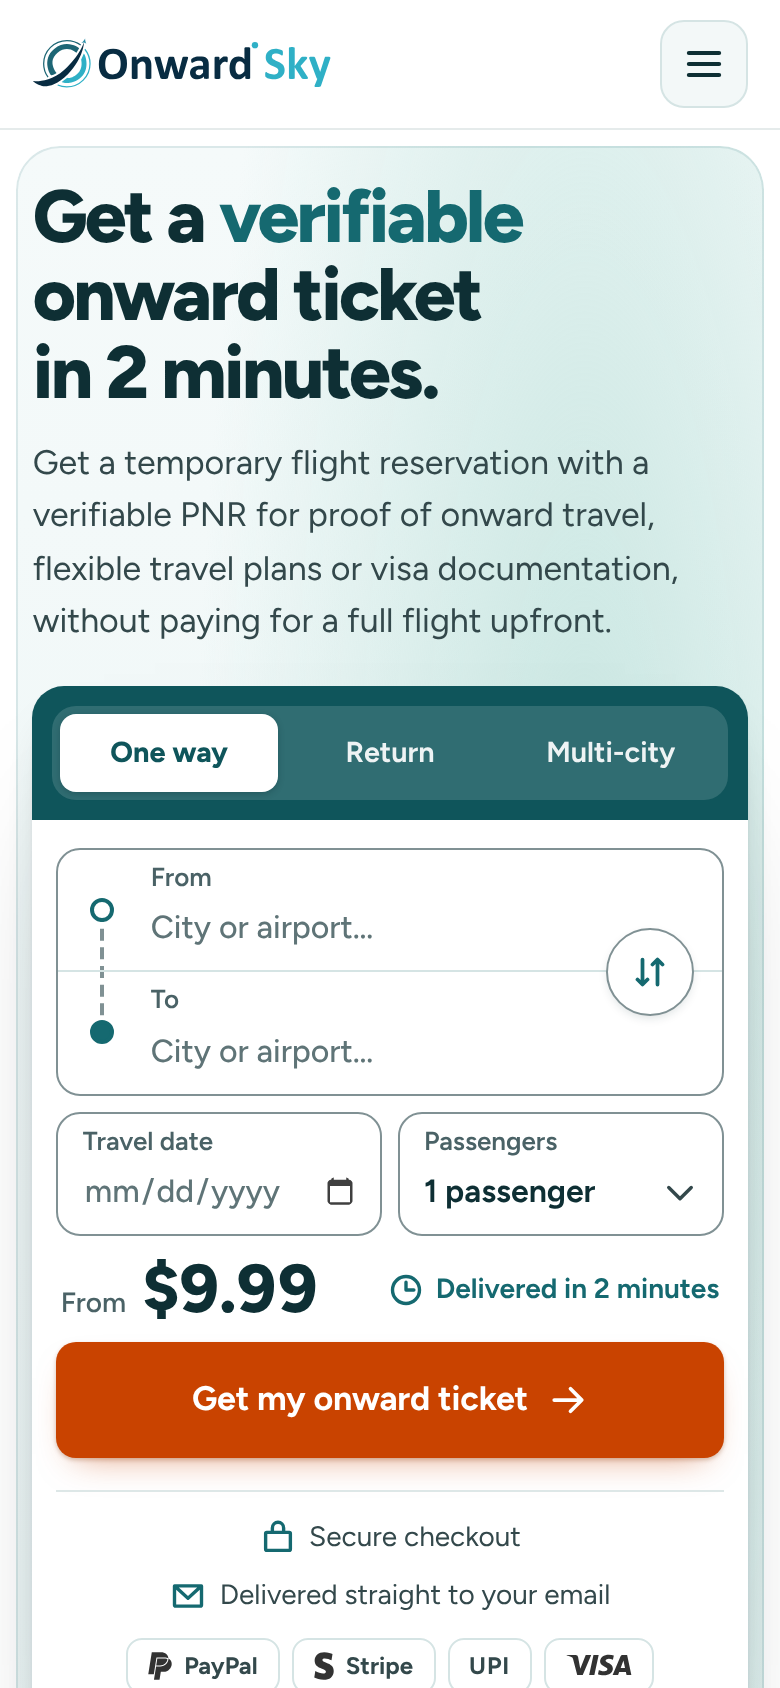 Onward Sky
Get a verifiable
onward ticket
in 2 minutes.
Get a temporary flight reservation with a
verifiable PNR for proof of onward travel,
flexible travel plans or visa documentation,
without paying for a full flight upfront.
One way Return Multi-city
From
City or airport...
To
City or airport...
Travel date Passengers
mm/dd/yyyy 1 passenger
From $9.99 Delivered in 2 minutes
Get my onward ticket →
Secure checkout
Delivered straight to your email
PayPal Stripe UPI VISA